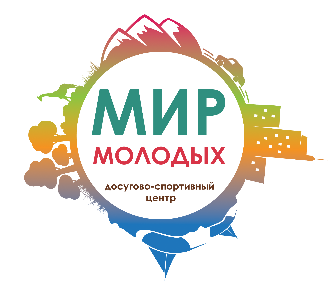 МИР
МОЛОДЫХ
досугово-спортивный
центр